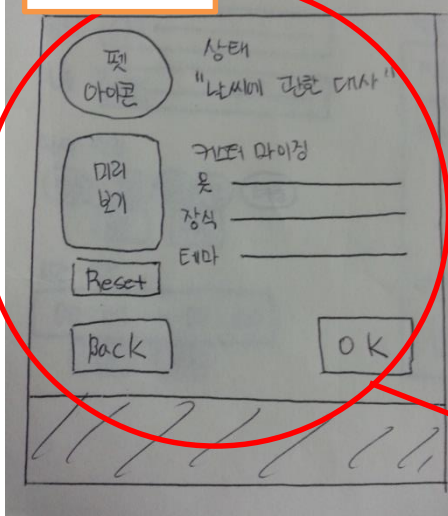 펫
아이콘
상태
"날씨에 관한 대사"
미리
보기
커스터 마이징
옷
장식
테마
Reset
Back
OK